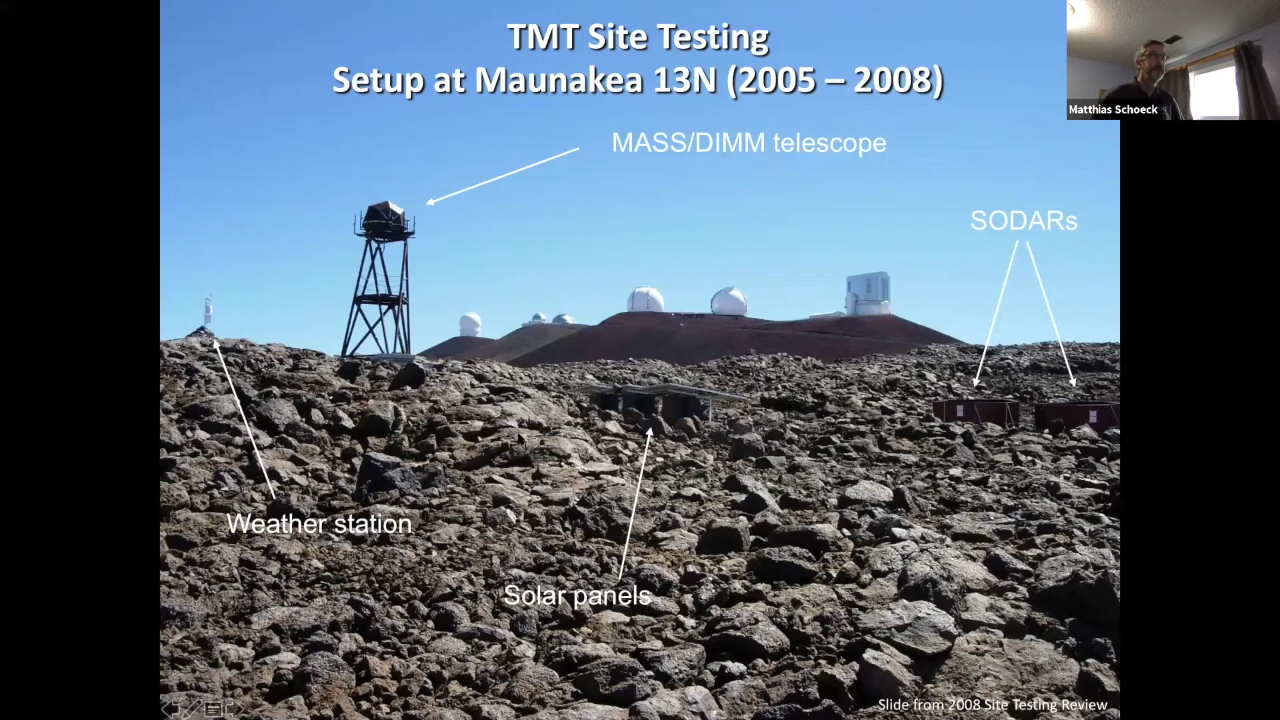 TMT Site Testing
Setup at Maunakea 13N (2005 – 2008)
Matthias Schoeck
MASS/DIMM telescope
SODARs
Weather station
Solar panels
Slide from 2008 Site Testing Review